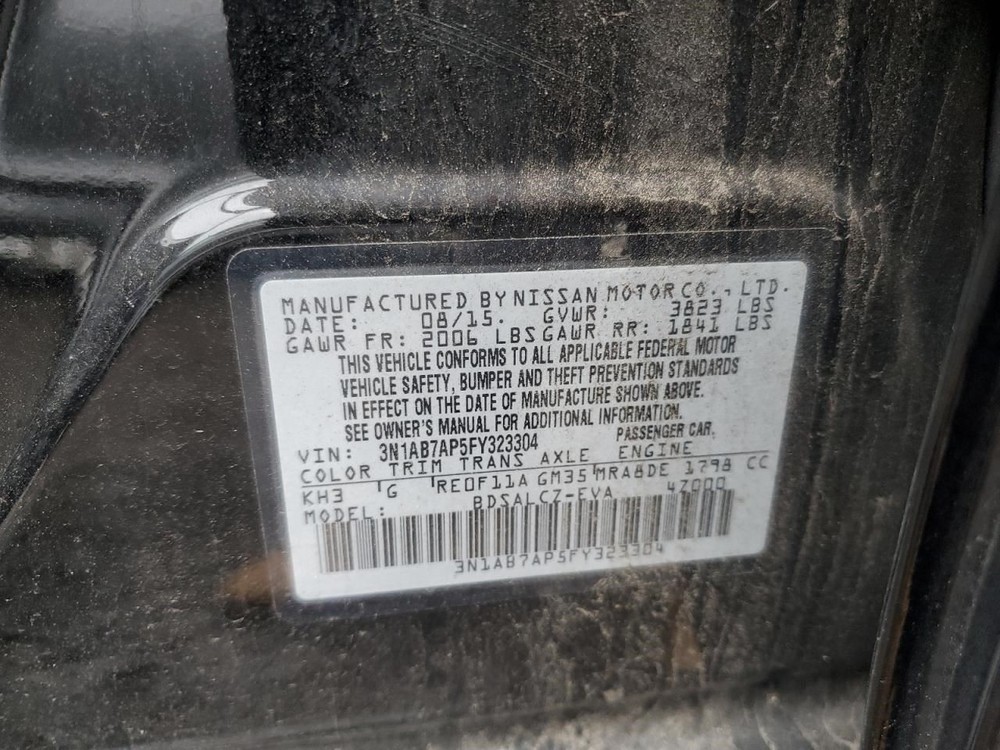 MANUFACTURED BY NISSAN MOTOR CO., LTD.
DATE: 08/15. GVWR: 3823 LBS
GAWR FR: 2006 LBS GAWR RR: 1841 LBS
THIS VEHICLE CONFORMS TO ALL APPLICABLE FEDERAL MOTOR
VEHICLE SAFETY, BUMPER AND THEFT PREVENTION STANDARDS
IN EFFECT ON THE DATE OF MANUFACTURE SHOWN ABOVE.
SEE OWNER'S MANUAL FOR ADDITIONAL INFORMATION.
VIN: 3N1AB7AP5FY323304 PASSENGER CAR.
COLOR TRIM TRANS AXLE ENGINE
KH3 G RE0F11A GM35 MRA8DE 1798 CC
MODEL: BDSALCZ-EVA 4Z000
3N1AB7AP5FY323304